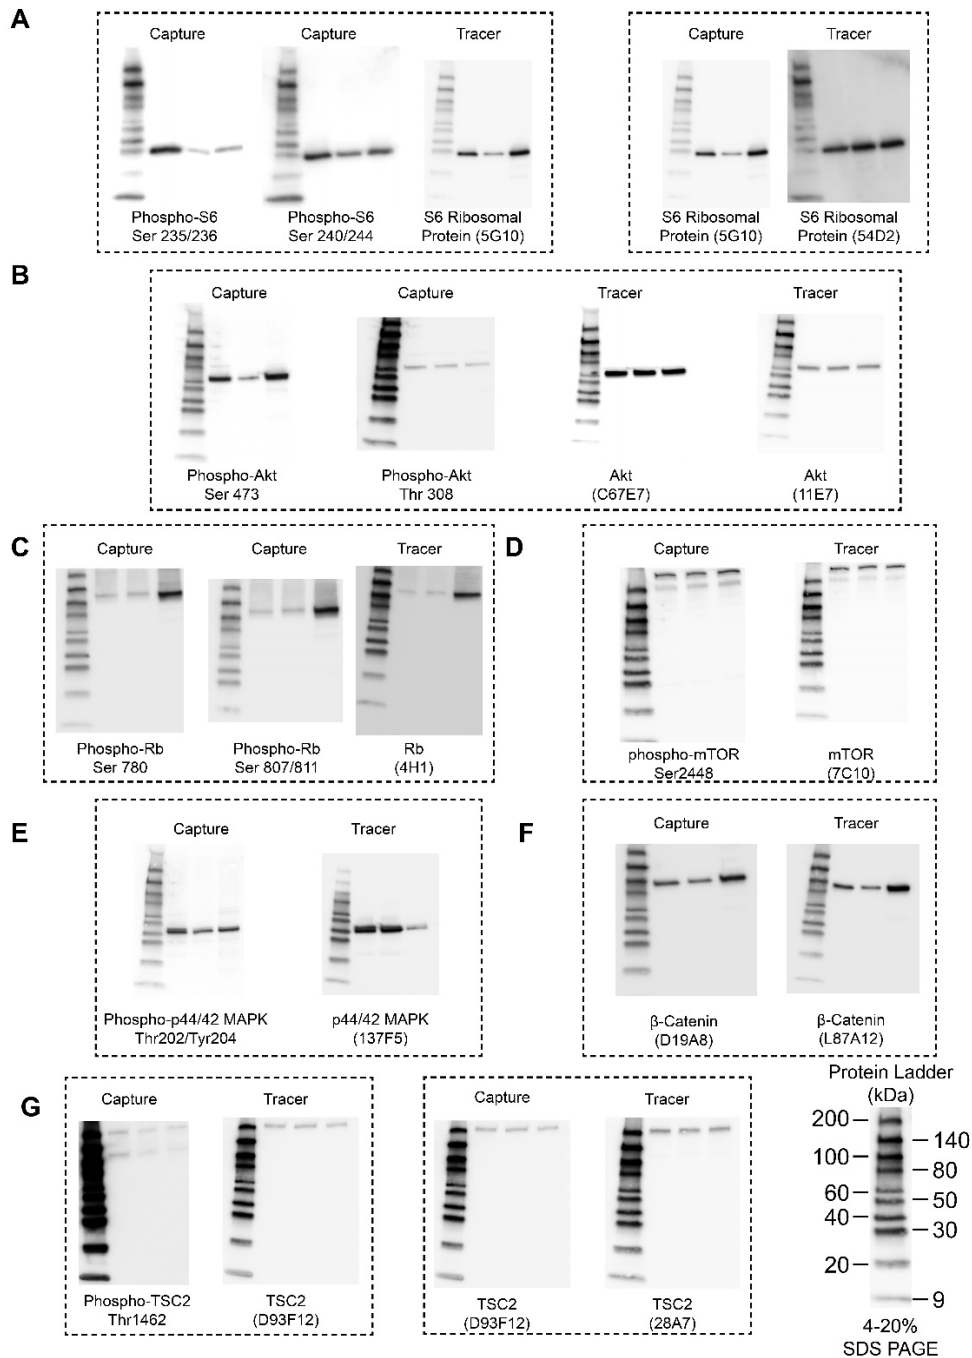 A
Capture
Capture
Tracer
Phospho-S6
Ser 235/236
Phospho-S6
Ser 240/244
S6 Ribosomal
Protein (5G10)
Capture
Tracer
S6 Ribosomal
Protein (5G10)
S6 Ribosomal
Protein (54D2)
B
Capture
Capture
Tracer
Tracer
Phospho-Akt
Ser 473
Phospho-Akt
Thr 308
Akt
(C67E7)
Akt
(11E7)
C
Capture
Capture
Tracer
Phospho-Rb
Ser 780
Phospho-Rb
Ser 807/811
Rb
(4H1)
D
Capture
Tracer
phospho-mTOR
Ser2448
mTOR
(7C10)
E
Capture
Tracer
Phospho-p44/42 MAPK
Thr202/Tyr204
p44/42 MAPK
(137F5)
F
Capture
Tracer
β-Catenin
(D19A8)
β-Catenin
(L87A12)
G
Capture
Tracer
Phospho-TSC2
Thr1462
TSC2
(D93F12)
Capture
Tracer
TSC2
(D93F12)
TSC2
(28A7)
Protein Ladder
(kDa)
200
140
100
80
60
50
40
30
20
9
4-20%
SDS PAGE